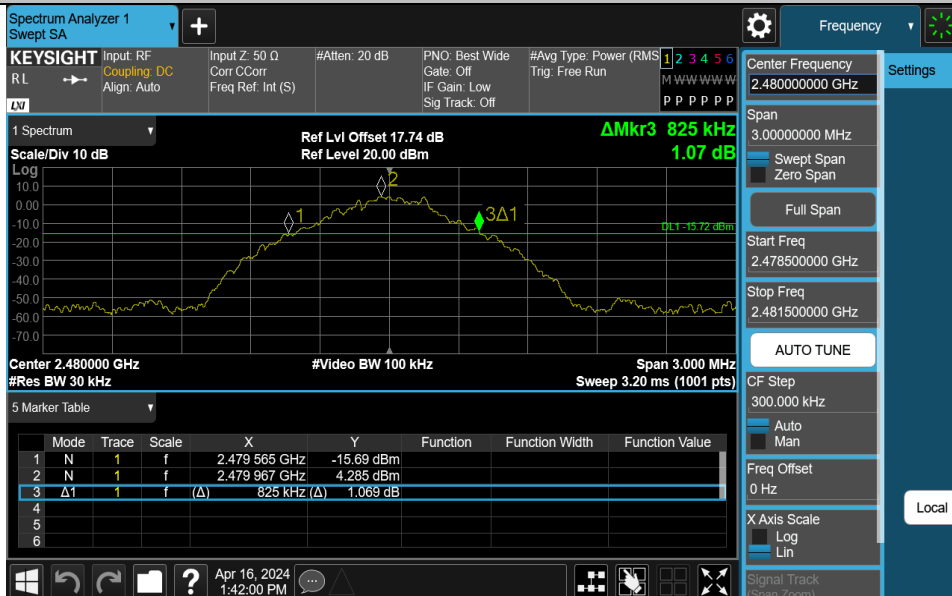 Spectrum Analyzer 1
Swept SA
+
Frequency
KEYSIGHT
RL
LXI
Input: RF
Coupling: DC
Align: Auto
Input Z: 50 Ω
Corr CCorr
Freq Ref: Int (S)
#Atten: 20 dB
PNO: Best Wide
Gate: Off
IF Gain: Low
Sig Track: Off
#Avg Type: Power (RMS
Trig: Free Run
1 2 3 4 5 6
M W W W W W
P P P P P P
Settings
1 Spectrum
Scale/Div 10 dB
Ref Lvl Offset 17.74 dB
Ref Level 20.00 dBm
ΔMkr3 825 kHz
1.07 dB
Log
10.0
0.00
-10.0
-20.0
-30.0
-40.0
-50.0
-60.0
-70.0
1
2
3Δ1
DL1 -15.72 dBm
Center 2.480000 GHz
#Video BW 100 kHz
Span 3.000 MHz
#Res BW 30 kHz
Sweep 3.20 ms (1001 pts)
5 Marker Table
Mode Trace Scale X Y Function Function Width Function Value
1 N 1 f 2.479 565 GHz -15.69 dBm
2 N 1 f 2.479 967 GHz 4.285 dBm
3 Δ1 1 f (Δ) 825 kHz (Δ) 1.069 dB
4
5
6
Center Frequency
2.480000000 GHz
Span
3.00000000 MHz
Swept Span
Zero Span
Full Span
Start Freq
2.478500000 GHz
Stop Freq
2.481500000 GHz
AUTO TUNE
CF Step
300.000 kHz
Auto
Man
Freq Offset
0 Hz
X Axis Scale
Log
Lin
Signal Track
(Span Zoom)
Local
?
Apr 16, 2024
1:42:00 PM